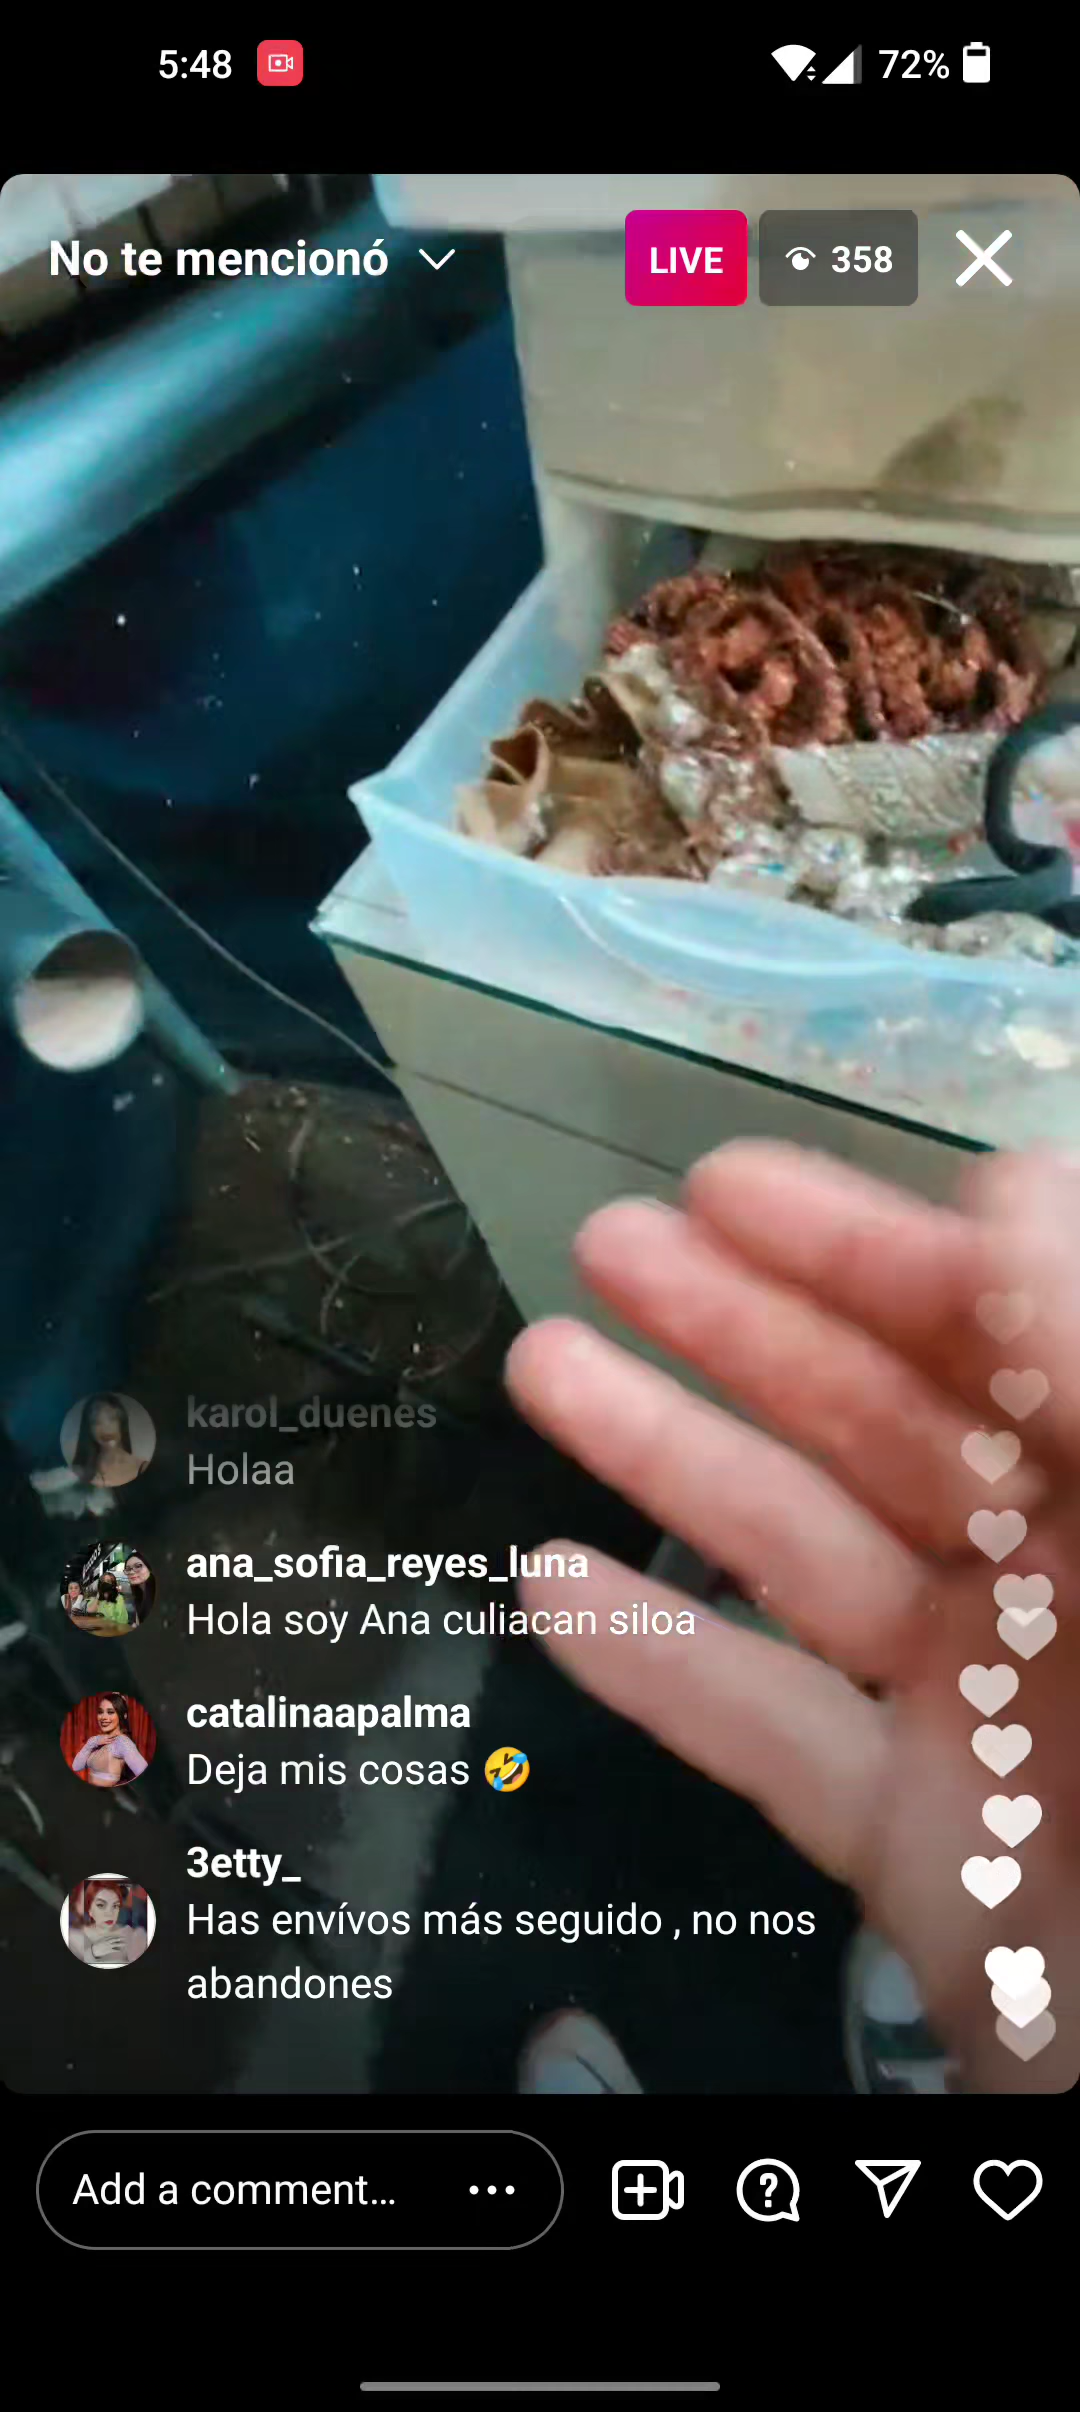 5:48
72%
No te mencionó
LIVE
358
karol_duenes
Holaa
ana_sofia_reyes_luna
Hola soy Ana culiacan siloa
catalinaapalma
Deja mis cosas 🤣
3etty_
Has envívos más seguido , no nos
abandones
Add a comment...